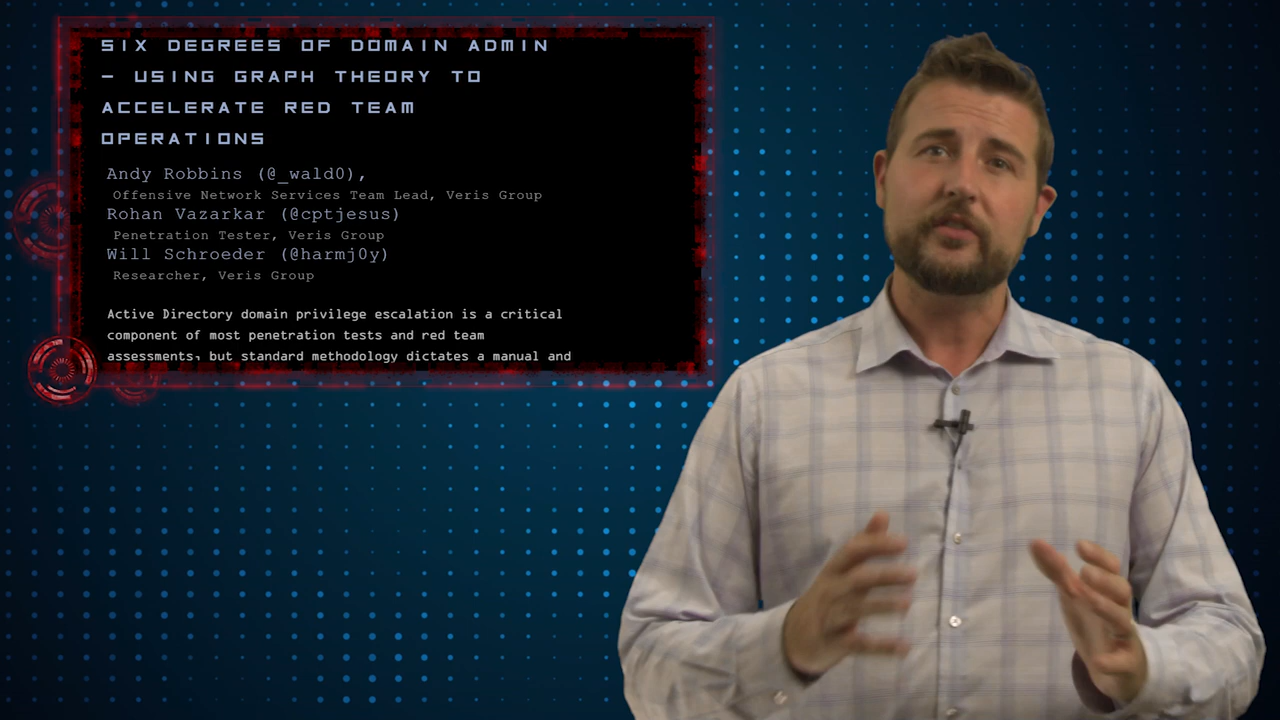 SIX DEGREES OF DOMAIN ADMIN
– USING GRAPH THEORY TO
ACCELERATE RED TEAM
OPERATIONS
Andy Robbins (@_wald0),
Offensive Network Services Team Lead, Veris Group
Rohan Vazarkar (@cptjesus)
Penetration Tester, Veris Group
Will Schroeder (@harmj0y)
Researcher, Veris Group
Active Directory domain privilege escalation is a critical
component of most penetration tests and red team
assessments, but standard methodology dictates a manual and